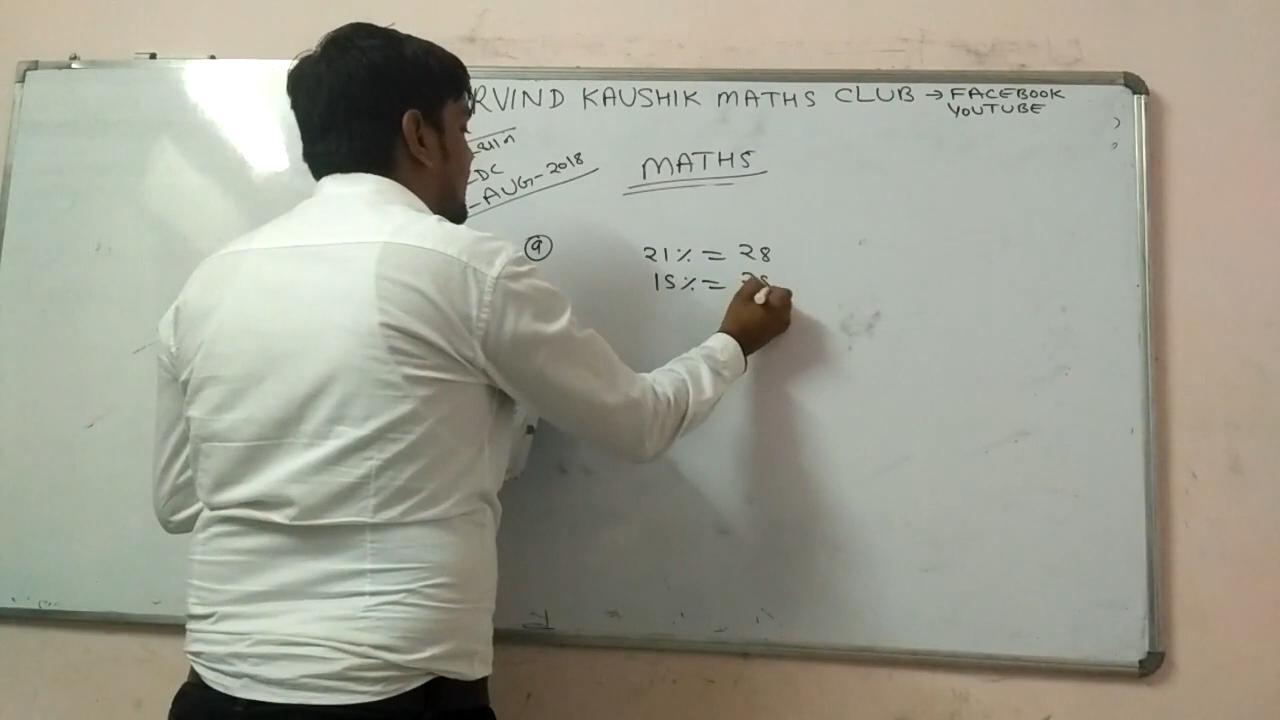 RVIND KAUSHIK MATHS CLUB → FACEBOOK
YOUTUBE
DC
-AUG-2018
MATHS
9
21% = 28
15% =